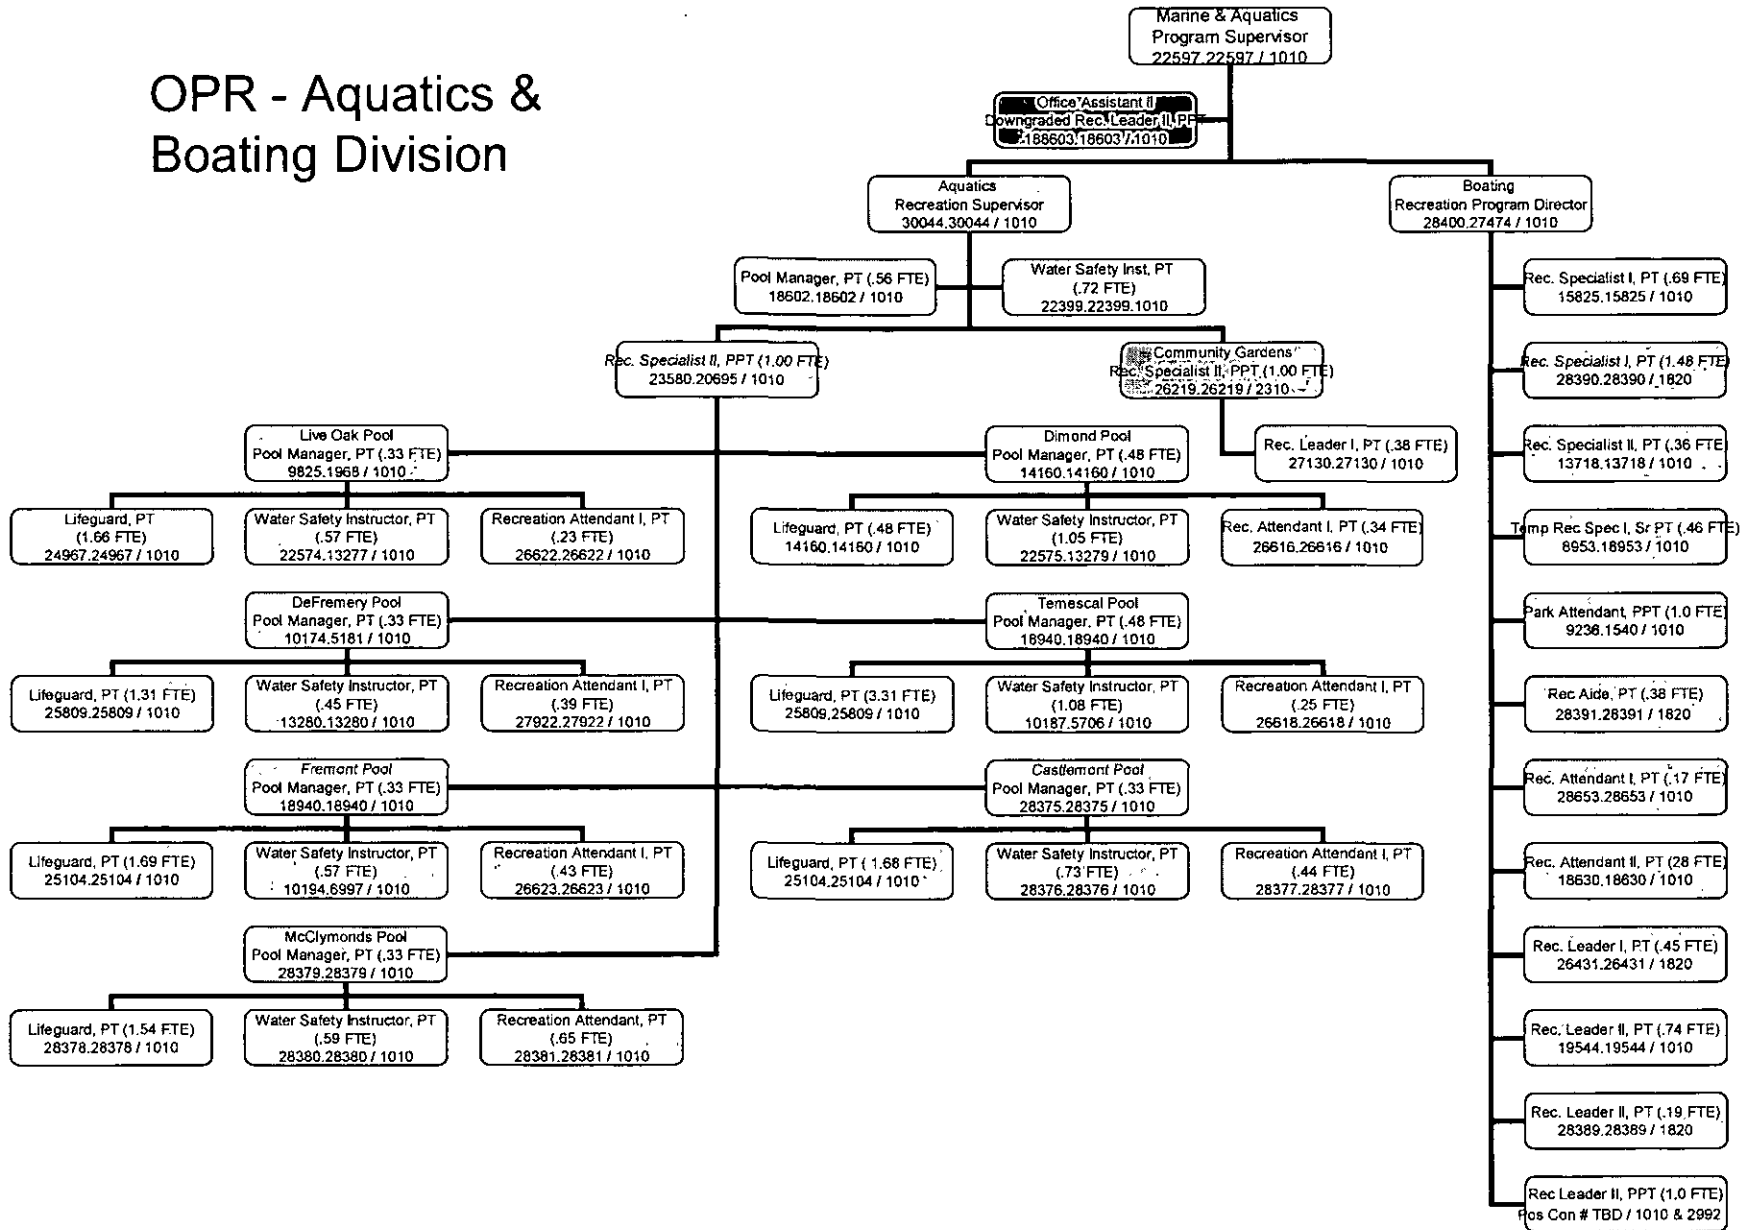 OPR - Aquatics &
Boating Division
Marine & Aquatics
Program Supervisor
22597.22597 / 1010
Office Assistant II
Downgraded Rec. Leader II, PPT
188603.18603 / 1010
Aquatics
Recreation Supervisor
30044.30044 / 1010
Boating
Recreation Program Director
28400.27474 / 1010
Pool Manager, PT (.56 FTE)
18602.18602 / 1010
Water Safety Inst, PT
(.72 FTE)
22399.22399.1010
Rec. Specialist II, PPT (1.00 FTE)
23580.20695 / 1010
Community Gardens
Rec. Specialist II, PPT (1.00 FTE)
26219.26219 / 2310
Rec. Leader I, PT (.38 FTE)
27130.27130 / 1010
Live Oak Pool
Pool Manager, PT (.33 FTE)
9825.1968 / 1010
Lifeguard, PT
(1.66 FTE)
24967.24967 / 1010
Water Safety Instructor, PT
(.57 FTE)
22574.13277 / 1010
Recreation Attendant I, PT
(.23 FTE)
26622.26622 / 1010
Dimond Pool
Pool Manager, PT (.48 FTE)
14160.14160 / 1010
Lifeguard, PT (.48 FTE)
14160.14160 / 1010
Water Safety Instructor, PT
(1.05 FTE)
22575.13279 / 1010
Rec. Attendant I, PT (.34 FTE)
26616.26616 / 1010
DeFremery Pool
Pool Manager, PT (.33 FTE)
10174.5181 / 1010
Lifeguard, PT (1.31 FTE)
25809.25809 / 1010
Water Safety Instructor, PT
(.45 FTE)
13280.13280 / 1010
Recreation Attendant I, PT
(.39 FTE)
27922.27922 / 1010
Temescal Pool
Pool Manager, PT (.48 FTE)
18940.18940 / 1010
Lifeguard, PT (3.31 FTE)
25809.25809 / 1010
Water Safety Instructor, PT
(1.08 FTE)
10187.5706 / 1010
Recreation Attendant I, PT
(.25 FTE)
26618.26618 / 1010
Fremont Pool
Pool Manager, PT (.33 FTE)
18940.18940 / 1010
Lifeguard, PT (1.69 FTE)
25104.25104 / 1010
Water Safety Instructor, PT
(.57 FTE)
10194.6997 / 1010
Recreation Attendant I, PT
(.43 FTE)
26623.26623 / 1010
Castlemont Pool
Pool Manager, PT (.33 FTE)
28375.28375 / 1010
Lifeguard, PT ( 1.68 FTE)
25104.25104 / 1010
Water Safety Instructor, PT
(.73 FTE)
28376.28376 / 1010
Recreation Attendant I, PT
(.44 FTE)
28377.28377 / 1010
McClymonds Pool
Pool Manager, PT (.33 FTE)
28379.28379 / 1010
Lifeguard, PT (1.54 FTE)
28378.28378 / 1010
Water Safety Instructor, PT
(.59 FTE)
28380.28380 / 1010
Recreation Attendant, PT
(.65 FTE)
28381.28381 / 1010
Rec. Specialist I, PT (.69 FTE)
15825.15825 / 1010
Rec. Specialist I, PT (1.48 FTE)
28390.28390 / 1820
Rec. Specialist II, PT (.36 FTE)
13718.13718 / 1010
Temp Rec Spec I, Sr PT (.46 FTE)
8953.18953 / 1010
Park Attendant, PPT (1.0 FTE)
9236.1540 / 1010
Rec Aide, PT (.38 FTE)
28391.28391 / 1820
Rec. Attendant I, PT (.17 FTE)
28653.28653 / 1010
Rec. Attendant II, PT (28 FTE)
18630.18630 / 1010
Rec. Leader I, PT (.45 FTE)
26431.26431 / 1820
Rec. Leader II, PT (.74 FTE)
19544.19544 / 1010
Rec. Leader II, PT (.19 FTE)
28389.28389 / 1820
Rec Leader II, PPT (1.0 FTE)
Pos Con # TBD / 1010 & 2992